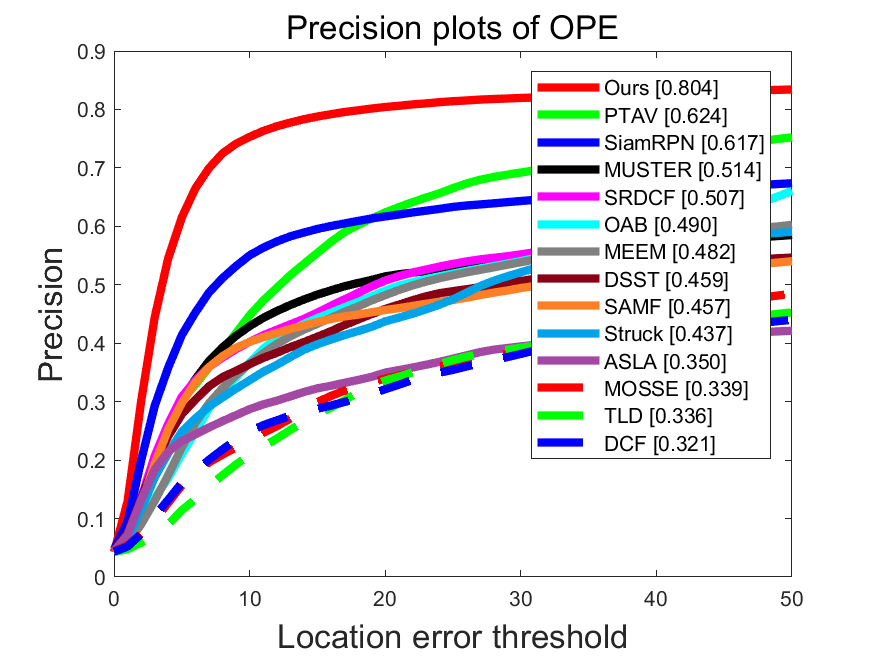 Precision plots of OPE
0.9
0.8
0.7
0.6
0.5
0.4
0.3
0.2
0.1
0
Precision
Ours [0.804]
PTAV [0.624]
SiamRPN [0.617]
MUSTER [0.514]
SRDCF [0.507]
OAB [0.490]
MEEM [0.482]
DSST [0.459]
SAMF [0.457]
Struck [0.437]
ASLA [0.350]
MOSSE [0.339]
TLD [0.336]
DCF [0.321]
0 10 20 30 40 50
Location error threshold